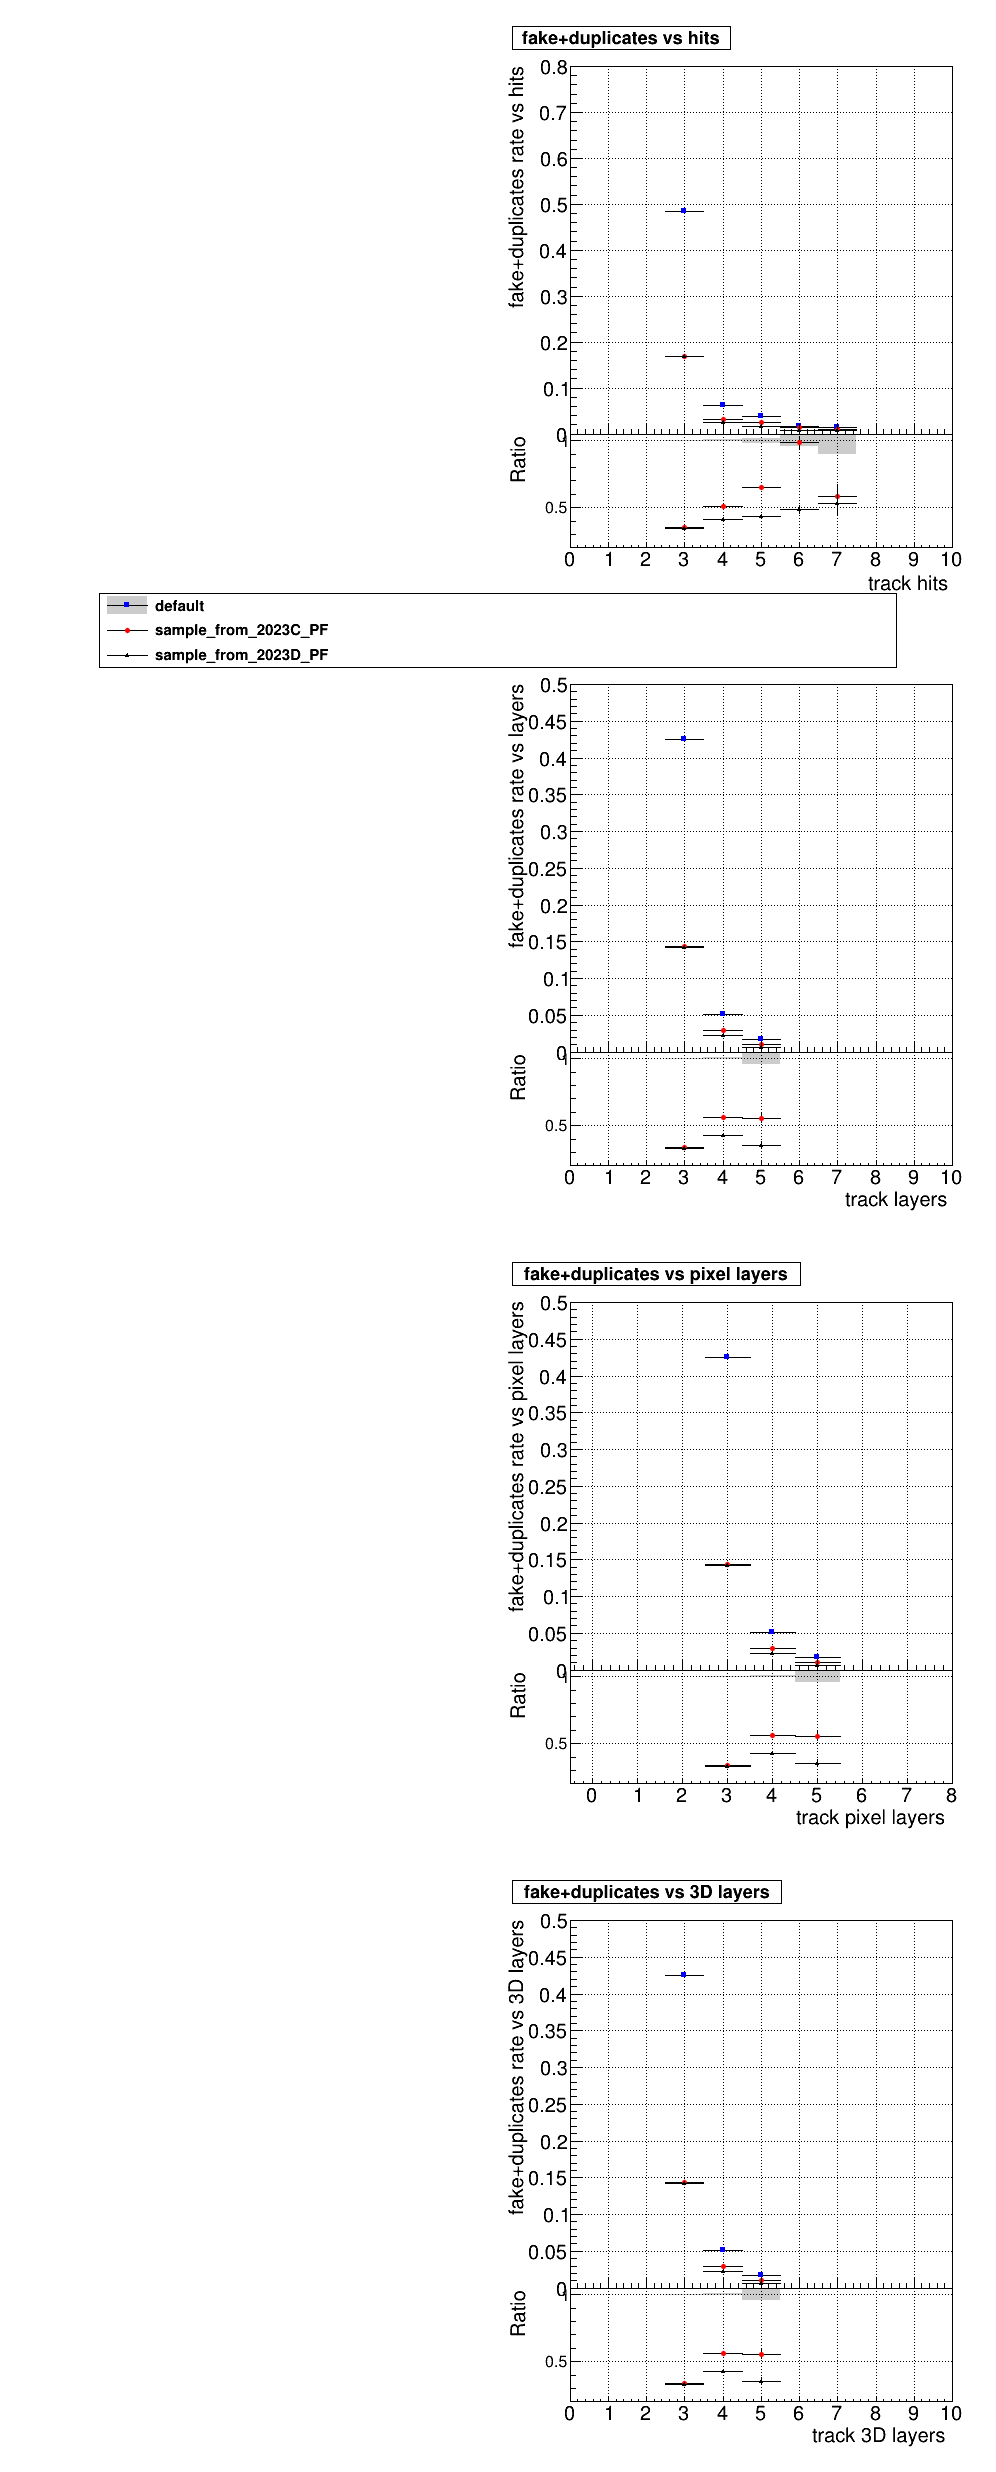 fake+duplicates vs hits
fake+duplicates rate vs hits
0.8
0.7
0.6
0.5
0.4
0.3
0.2
0.1
0
Ratio
1
0.5
0 1 2 3 4 5 6 7 8 9 10
track hits
default
sample_from_2023C_PF
sample_from_2023D_PF
fake+duplicates rate vs layers
0.5
0.45
0.4
0.35
0.3
0.25
0.2
0.15
0.1
0.05
0
Ratio
1
0.5
0 1 2 3 4 5 6 7 8 9 10
track layers
fake+duplicates vs pixel layers
fake+duplicates rate vs pixel layers
0.5
0.45
0.4
0.35
0.3
0.25
0.2
0.15
0.1
0.05
0
Ratio
1
0.5
0 1 2 3 4 5 6 7 8
track pixel layers
fake+duplicates vs 3D layers
fake+duplicates rate vs 3D layers
0.5
0.45
0.4
0.35
0.3
0.25
0.2
0.15
0.1
0.05
0
Ratio
1
0.5
0 1 2 3 4 5 6 7 8 9 10
track 3D layers